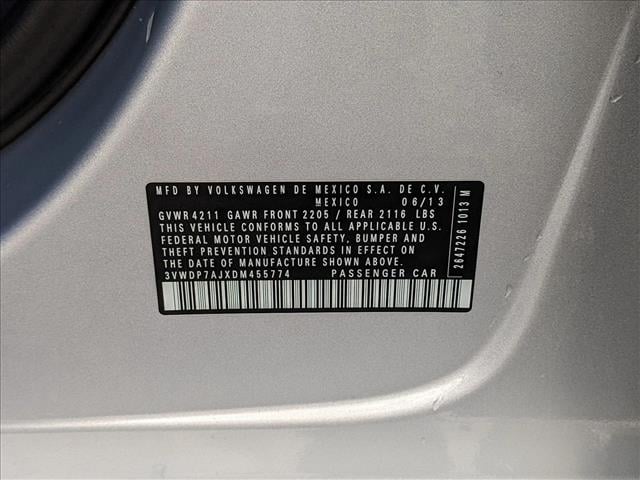 MFD BY VOLKSWAGEN DE MEXICO S.A. DE C.V.
MEXICO 06/13
GVWR 4211 GAWR FRONT 2205 / REAR 2116 LBS
THIS VEHICLE CONFORMS TO ALL APPLICABLE U.S.
FEDERAL MOTOR VEHICLE SAFETY, BUMPER AND
THEFT PREVENTION STANDARDS IN EFFECT ON
THE DATE OF MANUFACTURE SHOWN ABOVE.
3VWDP7AJXDM455774 PASSENGER CAR
2647226 1013 M